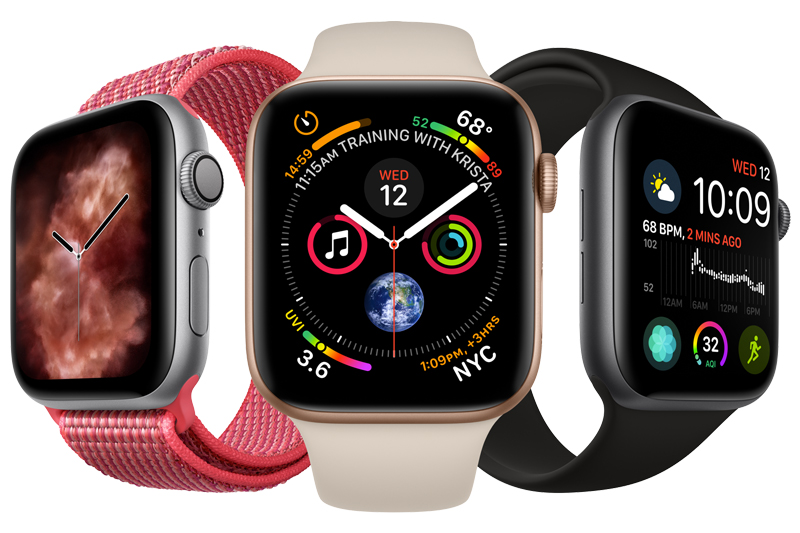 14:59
52
68°
89
11:15AM TRAINING WITH KRISTA
WED
12
UVI
3.6
1:09PM, +3HRS
NYC
WED 12
10:09
68 BPM, 2 MINS AGO
102
52
12AM 6AM 12PM 6PM
32
AQI